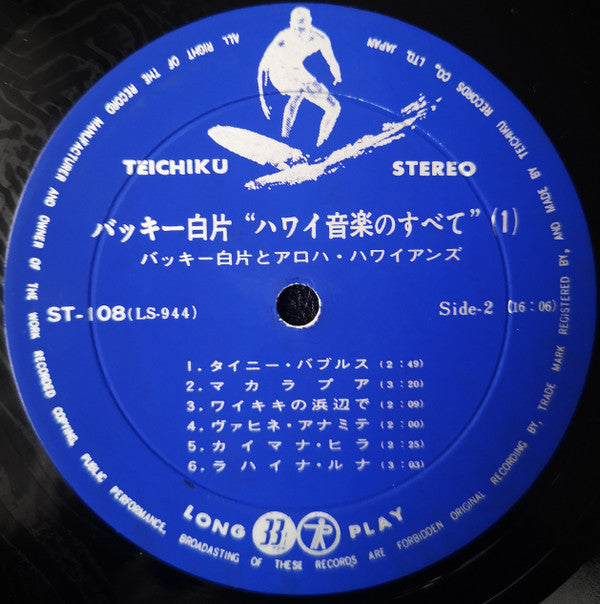 TEICHIKU STEREO
バッキー白片 “ハワイ音楽のすべて” (1)
バッキー白片とアロハ・ハワイアンズ
ST-108(LS-944) Side-2 (16:06)
1. タイニー・バブルス (2:49)
2. マカラプア (3:20)
3. ワイキキの浜辺で (2:09)
4. ヴァヒネ・アナミテ (2:00)
5. カイマナ・ヒラ (2:25)
6. ラハイナ・ルナ (3:03)
LONG 33⅓ PLAY
ALL RIGHT OF THE RECORD MANUFACTURER AND OWNER OF THE WORK RECORDED COPYING, PUBLIC PERFORMANCE, BROADASTING OF THESE RECORDS ARE FORBIDDEN ORIGINAL RECORDING BY, TRADE MARK REGISTERED BY, AND MADE BY TEICHIKU RECORDS CO., LTD. JAPAN